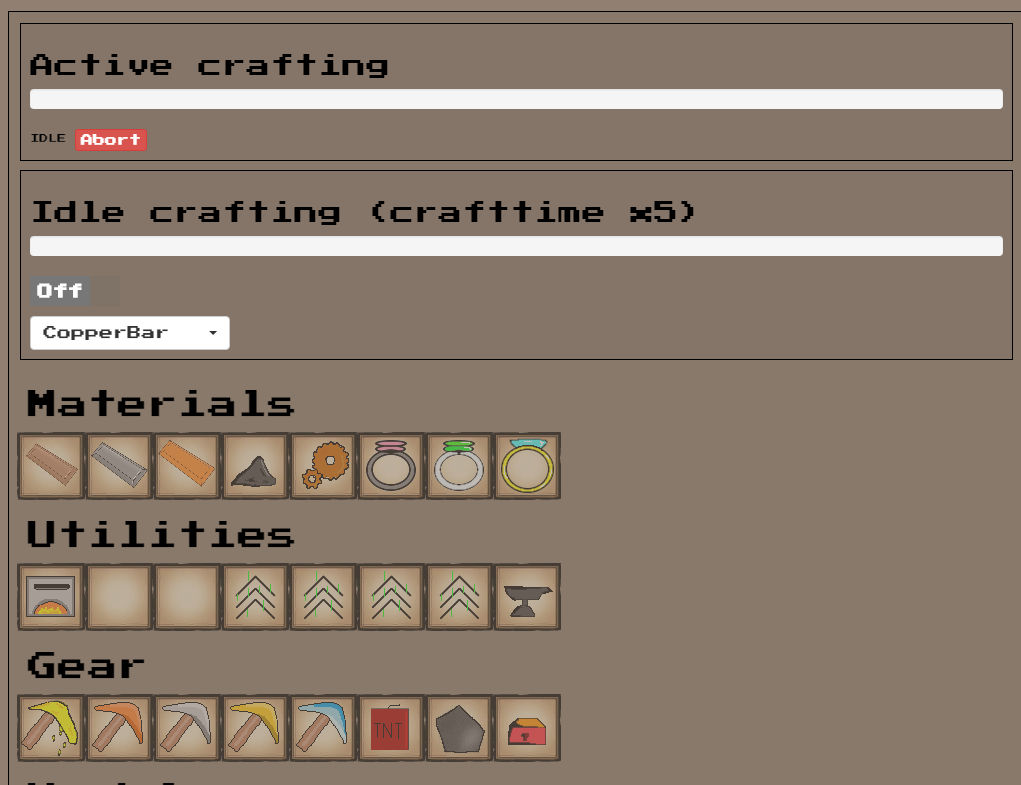 Active crafting
IDLE Abort
Idle crafting (crafttime x5)
Off
CopperBar
Materials
Utilities
Gear
TNT